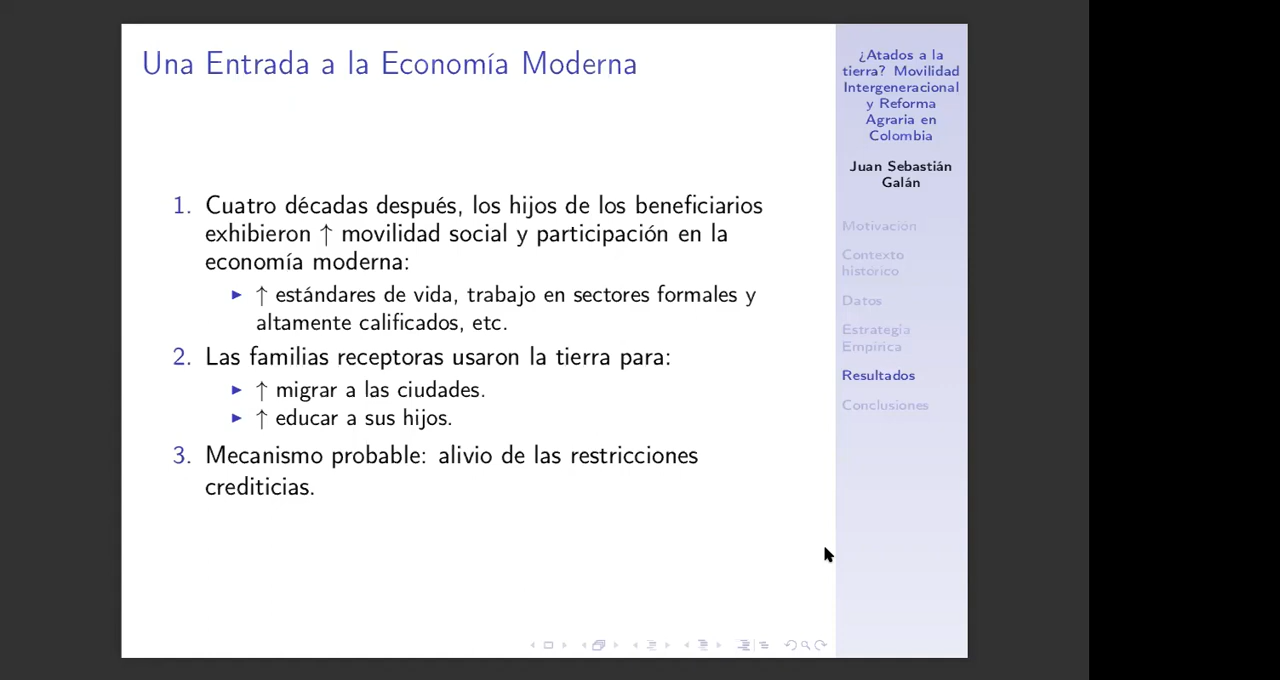 Una Entrada a la Economía Moderna
1. Cuatro décadas después, los hijos de los beneficiarios
exhibieron ↑ movilidad social y participación en la
economía moderna:
▶ ↑ estándares de vida, trabajo en sectores formales y
altamente calificados, etc.
2. Las familias receptoras usaron la tierra para:
▶ ↑ migrar a las ciudades.
▶ ↑ educar a sus hijos.
3. Mecanismo probable: alivio de las restricciones
crediticias.
¿Atados a la
tierra? Movilidad
Intergeneracional
y Reforma
Agraria en
Colombia
Juan Sebastián
Galán
Motivación
Contexto
histórico
Datos
Estrategía
Empírica
Resultados
Conclusiones